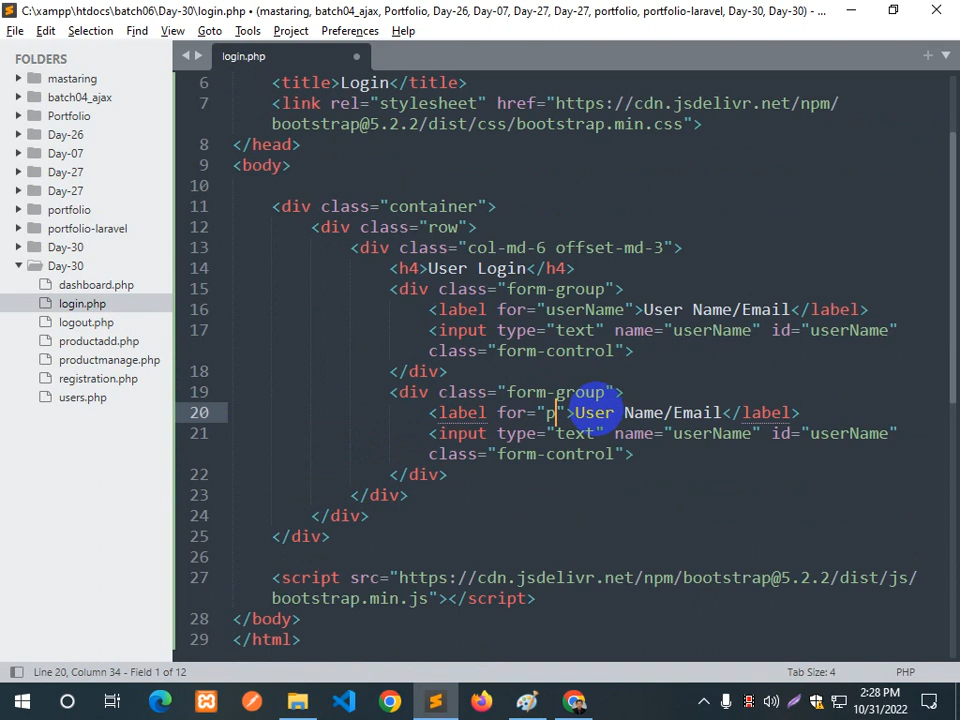 C:\xampp\htdocs\batch06\Day-30\login.php • (mastaring, batch04_ajax, Portfolio, Day-26, Day-07, Day-27, Day-27, portfolio, portfolio-laravel, Day-30, Day-30) - ...
File Edit Selection Find View Goto Tools Project Preferences Help
FOLDERS
mastaring
batch04_ajax
Portfolio
Day-26
Day-07
Day-27
Day-27
portfolio
portfolio-laravel
Day-30
Day-30
dashboard.php
login.php
logout.php
productadd.php
productmanage.php
registration.php
users.php
login.php
6 <title>Login</title>
7 <link rel="stylesheet" href="https://cdn.jsdelivr.net/npm/
bootstrap@5.2.2/dist/css/bootstrap.min.css">
8 </head>
9 <body>
10
11 <div class="container">
12 <div class="row">
13 <div class="col-md-6 offset-md-3">
14 <h4>User Login</h4>
15 <div class="form-group">
16 <label for="userName">User Name/Email</label>
17 <input type="text" name="userName" id="userName"
class="form-control">
18 </div>
19 <div class="form-group">
20 <label for="p">User Name/Email</label>
21 <input type="text" name="userName" id="userName"
class="form-control">
22 </div>
23 </div>
24 </div>
25 </div>
26
27 <script src="https://cdn.jsdelivr.net/npm/bootstrap@5.2.2/dist/js/
bootstrap.min.js"></script>
28 </body>
29 </html>
Line 20, Column 34 - Field 1 of 12 Tab Size: 4 PHP
2:28 PM
10/31/2022